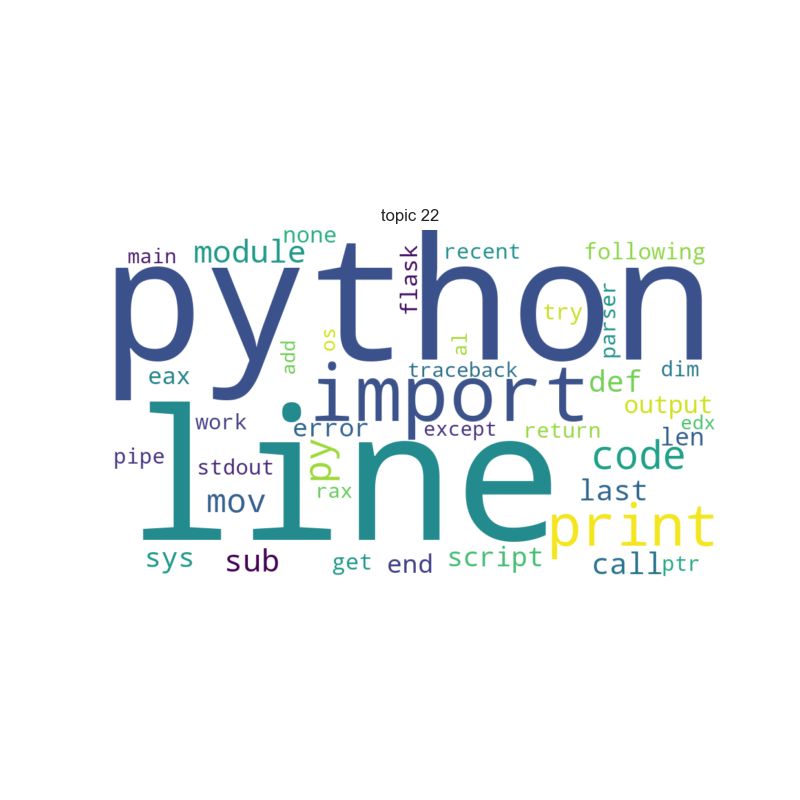 topic 22
none
main
module
flask
recent
following
python
try
parser
add
os
al
eax
traceback
dim
import
def
work
error
except
return
output
edx
len
pipe
stdout
py
line
code
rax
mov
last
print
sys
sub
get
end
script
call
ptr